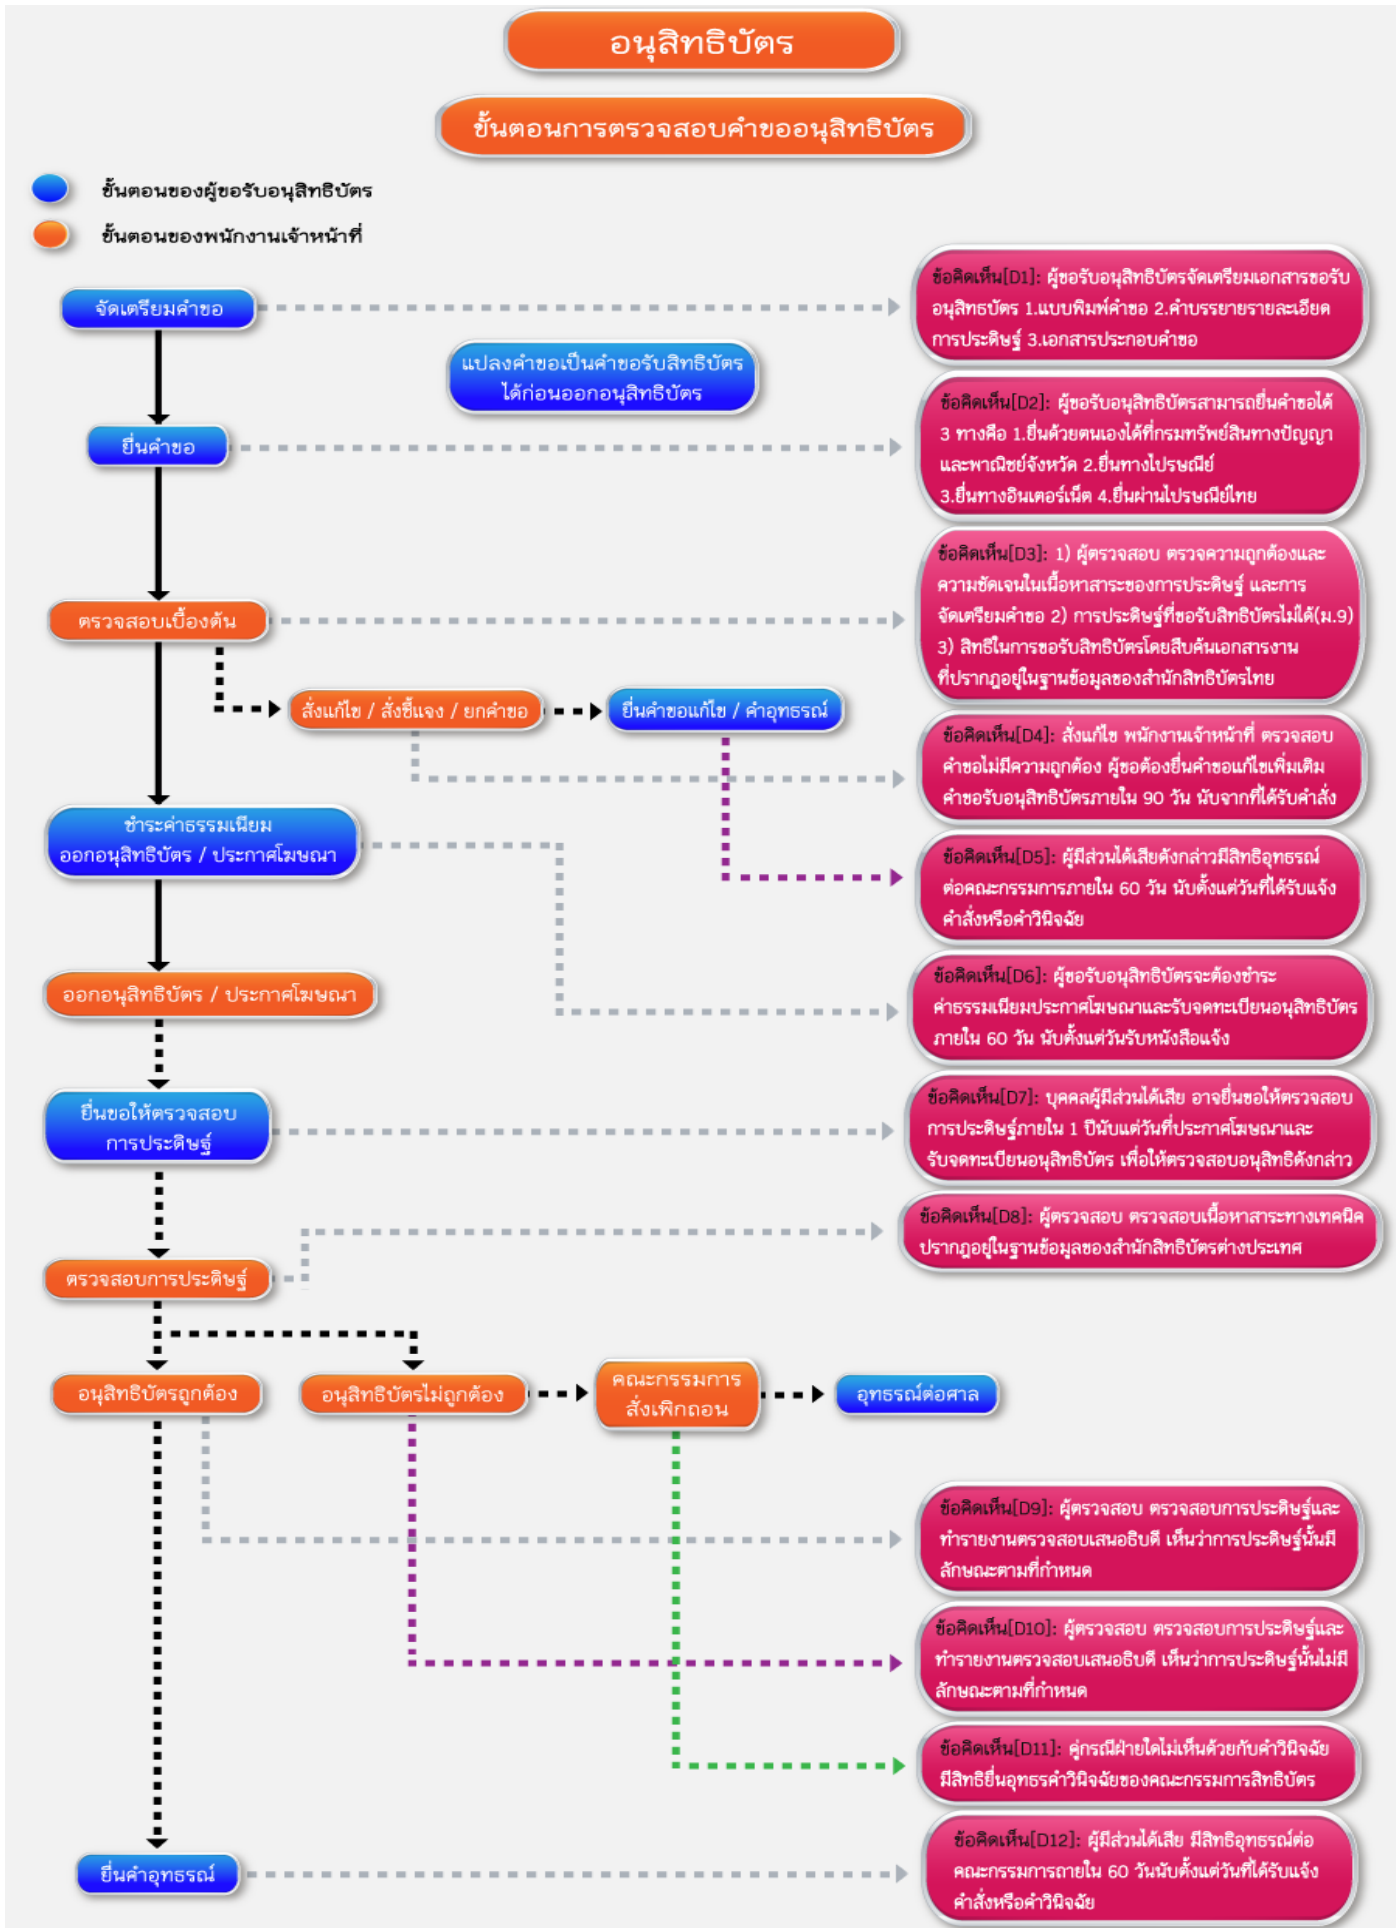 อนุสิทธิบัตร
ขั้นตอนการตรวจสอบคำขออนุสิทธิบัตร
ขั้นตอนของผู้ขอรับอนุสิทธิบัตร
ขั้นตอนของพนักงานเจ้าหน้าที่
จัดเตรียมคำขอ
ข้อคิดเห็น[D1]: ผู้ขอรับอนุสิทธิบัตรจัดเตรียมเอกสารขอรับ
อนุสิทธบัตร 1.แบบพิมพ์คำขอ 2.คำบรรยายรายละเอียด
การประดิษฐ์ 3.เอกสารประกอบคำขอ
แปลงคำขอเป็นคำขอรับสิทธิบัตร
ได้ก่อนออกอนุสิทธิบัตร
ยื่นคำขอ
ข้อคิดเห็น[D2]: ผู้ขอรับอนุสิทธิบัตรสามารถยื่นคำขอได้
3 ทางคือ 1.ยื่นด้วยตนเองได้ที่กรมทรัพย์สินทางปัญญา
และพาณิชย์จังหวัด 2.ยื่นทางไปรษณีย์
3.ยื่นทางอินเตอร์เน็ต 4.ยื่นผ่านไปรษณีย์ไทย
ตรวจสอบเบื้องต้น
ข้อคิดเห็น[D3]: 1) ผู้ตรวจสอบ ตรวจความถูกต้องและ
ความชัดเจนในเนื้อหาสาระของการประดิษฐ์ และการ
จัดเตรียมคำขอ 2) การประดิษฐ์ที่ขอรับสิทธิบัตรไม่ได้(ม.9)
3) สิทธิในการขอรับสิทธิบัตรโดยสืบค้นเอกสารงาน
ที่ปรากฎอยู่ในฐานข้อมูลของสำนักสิทธิบัตรไทย
สั่งแก้ไข / สั่งชี้แจง / ยกคำขอ
ยื่นคำขอแก้ไข / คำอุทธรณ์
ข้อคิดเห็น[D4]: สั่งแก้ไข พนักงานเจ้าหน้าที่ ตรวจสอบ
คำขอไม่มีความถูกต้อง ผู้ขอต้องยื่นคำขอแก้ไขเพิ่มเติม
คำขอรับอนุสิทธิบัตรภายใน 90 วัน นับจากที่ได้รับคำสั่ง
ชำระค่าธรรมเนียม
ออกอนุสิทธิบัตร / ประกาศโฆษณา
ข้อคิดเห็น[D5]: ผู้มีส่วนได้เสียดังกล่าวมีสิทธิอุทธรณ์
ต่อคณะกรรมการภายใน 60 วัน นับตั้งแต่วันที่ได้รับแจ้ง
คำสั่งหรือคำวินิจฉัย
ออกอนุสิทธิบัตร / ประกาศโฆษณา
ข้อคิดเห็น[D6]: ผู้ขอรับอนุสิทธิบัตรจะต้องชำระ
ค่าธรรมเนียมประกาศโฆษณาและรับจดทะเบียนอนุสิทธิบัตร
ภายใน 60 วัน นับตั้งแต่วันรับหนังสือแจ้ง
ยื่นขอให้ตรวจสอบ
การประดิษฐ์
ข้อคิดเห็น[D7]: บุคคลผู้มีส่วนได้เสีย อาจยื่นขอให้ตรวจสอบ
การประดิษฐ์ภายใน 1 ปีนับแต่วันที่ประกาศโฆษณาและ
รับจดทะเบียนอนุสิทธิบัตร เพื่อให้ตรวจสอบอนุสิทธิดังกล่าว
ข้อคิดเห็น[D8]: ผู้ตรวจสอบ ตรวจสอบเนื้อหาสาระทางเทคนิค
ปรากฎอยู่ในฐานข้อมูลของสำนักสิทธิบัตรต่างประเทศ
ตรวจสอบการประดิษฐ์
อนุสิทธิบัตรถูกต้อง
อนุสิทธิบัตรไม่ถูกต้อง
คณะกรรมการ
สั่งเพิกถอน
อุทธรณ์ต่อศาล
ข้อคิดเห็น[D9]: ผู้ตรวจสอบ ตรวจสอบการประดิษฐ์และ
ทำรายงานตรวจสอบเสนอธิบดี เห็นว่าการประดิษฐ์นั้นมี
ลักษณะตามที่กำหนด
ข้อคิดเห็น[D10]: ผู้ตรวจสอบ ตรวจสอบการประดิษฐ์และ
ทำรายงานตรวจสอบเสนอธิบดี เห็นว่าการประดิษฐ์นั้นไม่มี
ลักษณะตามที่กำหนด
ข้อคิดเห็น[D11]: คู่กรณีฝ่ายใดไม่เห็นด้วยกับคำวินิจฉัย
มีสิทธิยื่นอุทธรคำวินิจฉัยของคณะกรรมการสิทธิบัตร
ยื่นคำอุทธรณ์
ข้อคิดเห็น[D12]: ผู้มีส่วนได้เสีย มีสิทธิอุทธรณ์ต่อ
คณะกรรมการถายใน 60 วันนับตั้งแต่วันที่ได้รับแจ้ง
คำสั่งหรือคำวินิจฉัย